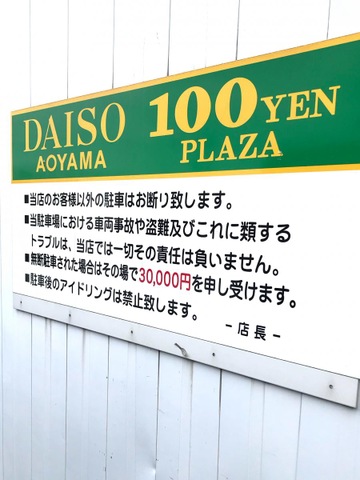 DAISO 100 YEN
AOYAMA PLAZA
■当店のお客様以外の駐車はお断り致します。
■当駐車場における車両事故や盗難及びこれに類する
トラブルは、当店では一切その責任は負いません。
■無断駐車された場合はその場で30,000円を申し受けます。
■駐車後のアイドリングは禁止致します。
－店長－